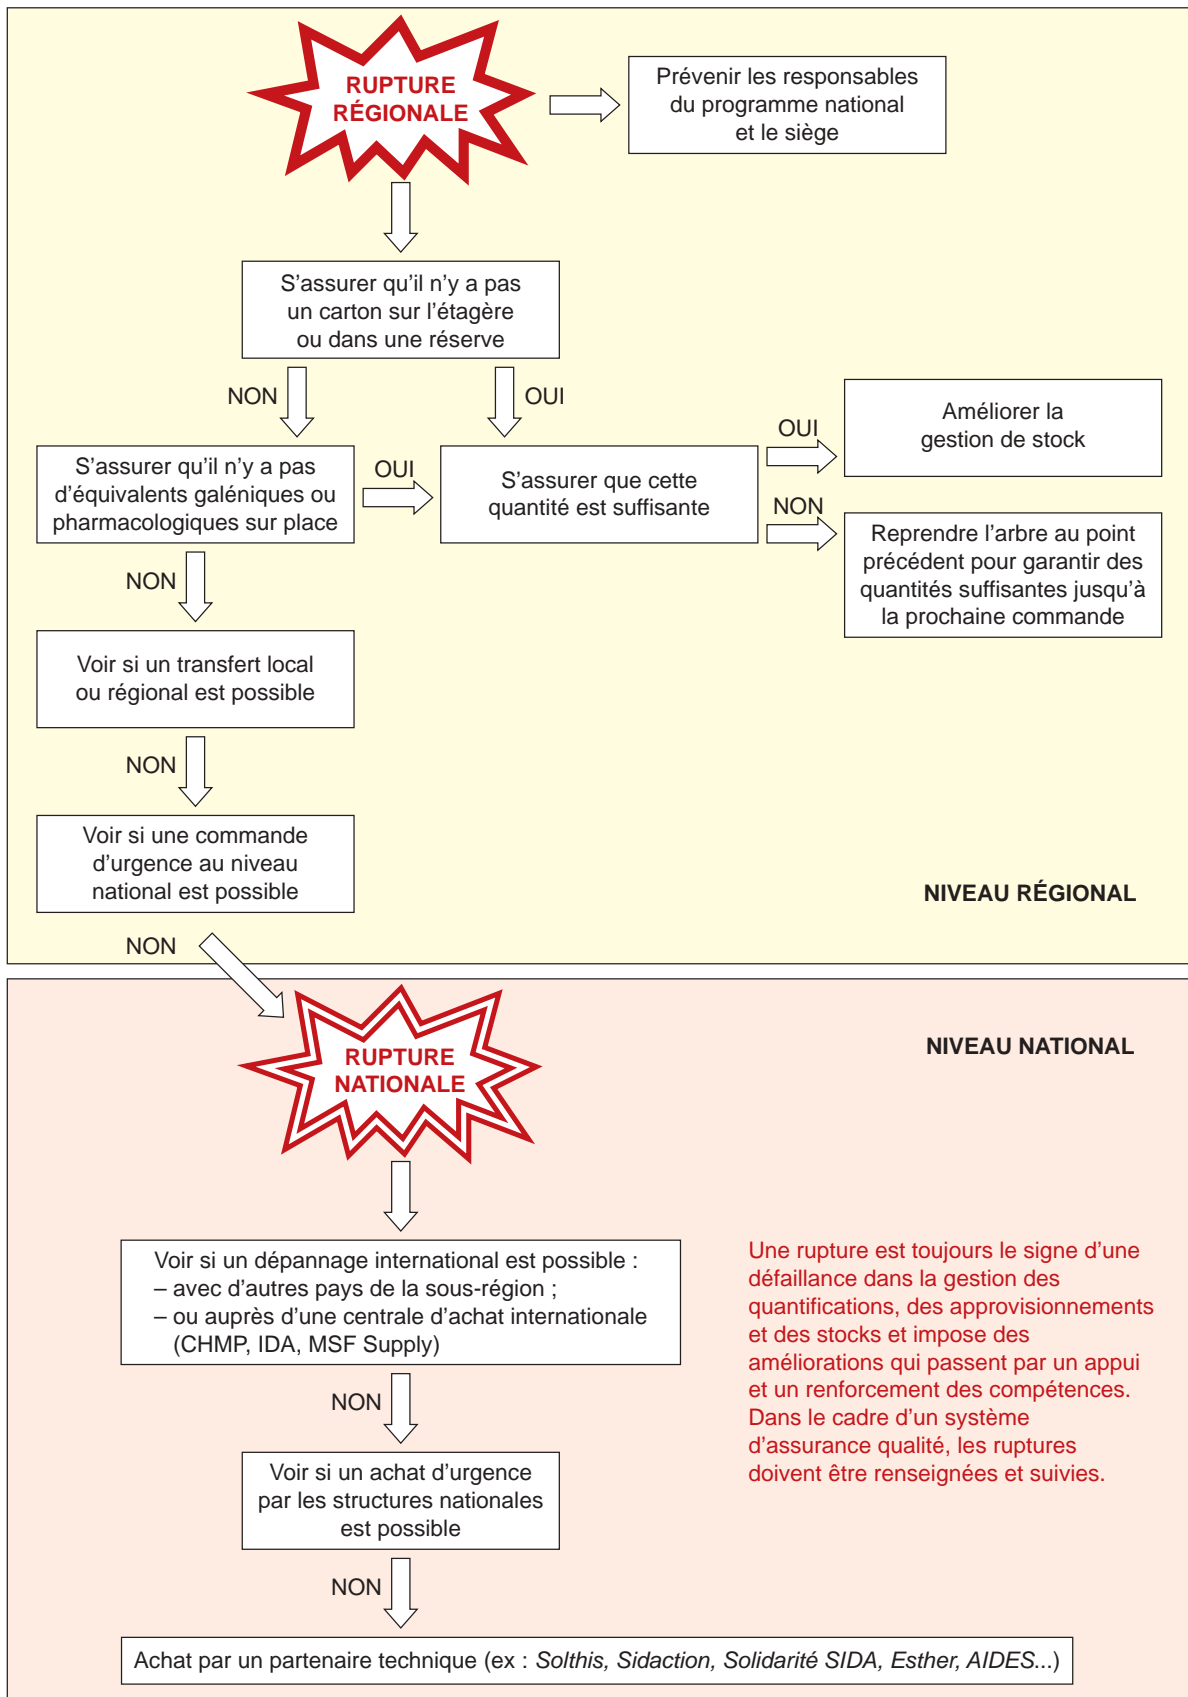 RUPTURE
RÉGIONALE
Prévenir les responsables
du programme national
et le siège
S’assurer qu’il n’y a pas
un carton sur l’étagère
ou dans une réserve
NON
OUI
S’assurer qu’il n’y a pas
d’équivalents galéniques ou
pharmacologiques sur place
OUI
S’assurer que cette
quantité est suffisante
OUI
Améliorer la
gestion de stock
NON
Reprendre l’arbre au point
précédent pour garantir des
quantités suffisantes jusqu’à
la prochaine commande
NON
Voir si un transfert local
ou régional est possible
NON
Voir si une commande
d’urgence au niveau
national est possible
NIVEAU RÉGIONAL
NON
NIVEAU NATIONAL
RUPTURE
NATIONALE
Voir si un dépannage international est possible :
– avec d’autres pays de la sous-région ;
– ou auprès d’une centrale d’achat internationale
(CHMP, IDA, MSF Supply)
NON
Voir si un achat d’urgence
par les structures nationales
est possible
NON
Achat par un partenaire technique (ex : Solthis, Sidaction, Solidarité SIDA, Esther, AIDES...)
Une rupture est toujours le signe d’une
défaillance dans la gestion des
quantifications, des approvisionnements
et des stocks et impose des
améliorations qui passent par un appui
et un renforcement des compétences.
Dans le cadre d’un système
d’assurance qualité, les ruptures
doivent être renseignées et suivies.